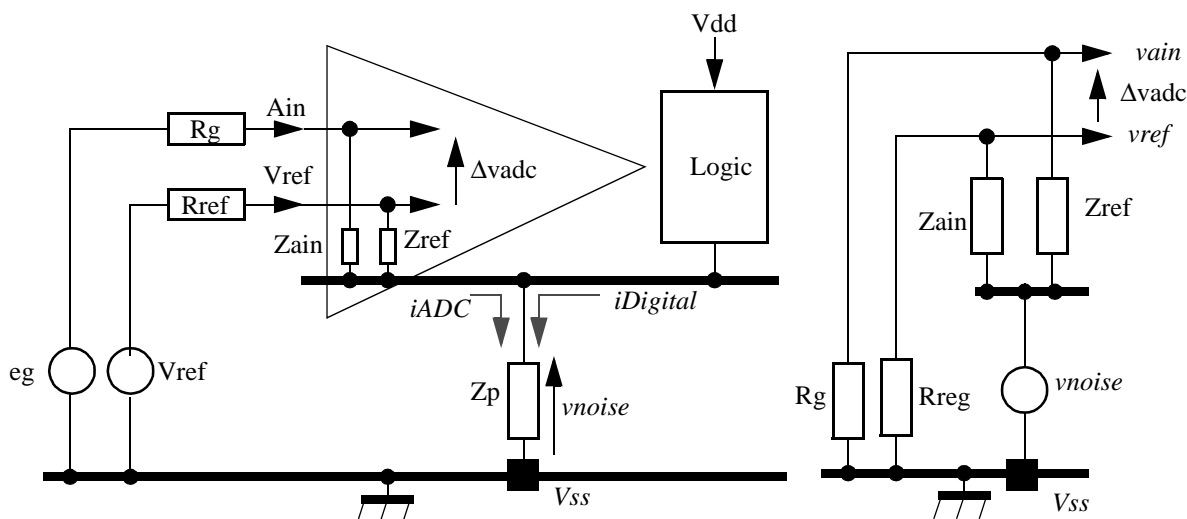 Vdd
Ain
Rg
Vref
Δvadc
Logic
Rref
Zain
Zref
iADC
iDigital
eg
Vref
Zp
vnoise
Vss
vain
Δvadc
vref
Zain
Zref
Rg
Rreg
vnoise
Vss